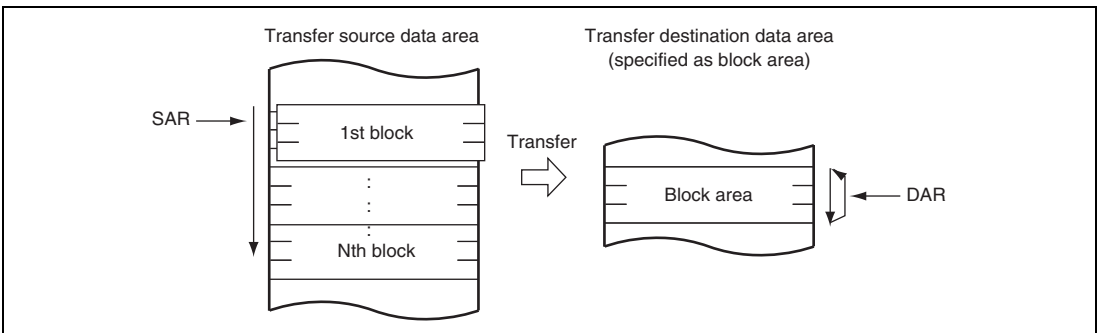 Transfer source data area
Transfer destination data area
(specified as block area)
SAR
1st block
Transfer
Block area
DAR
Nth block